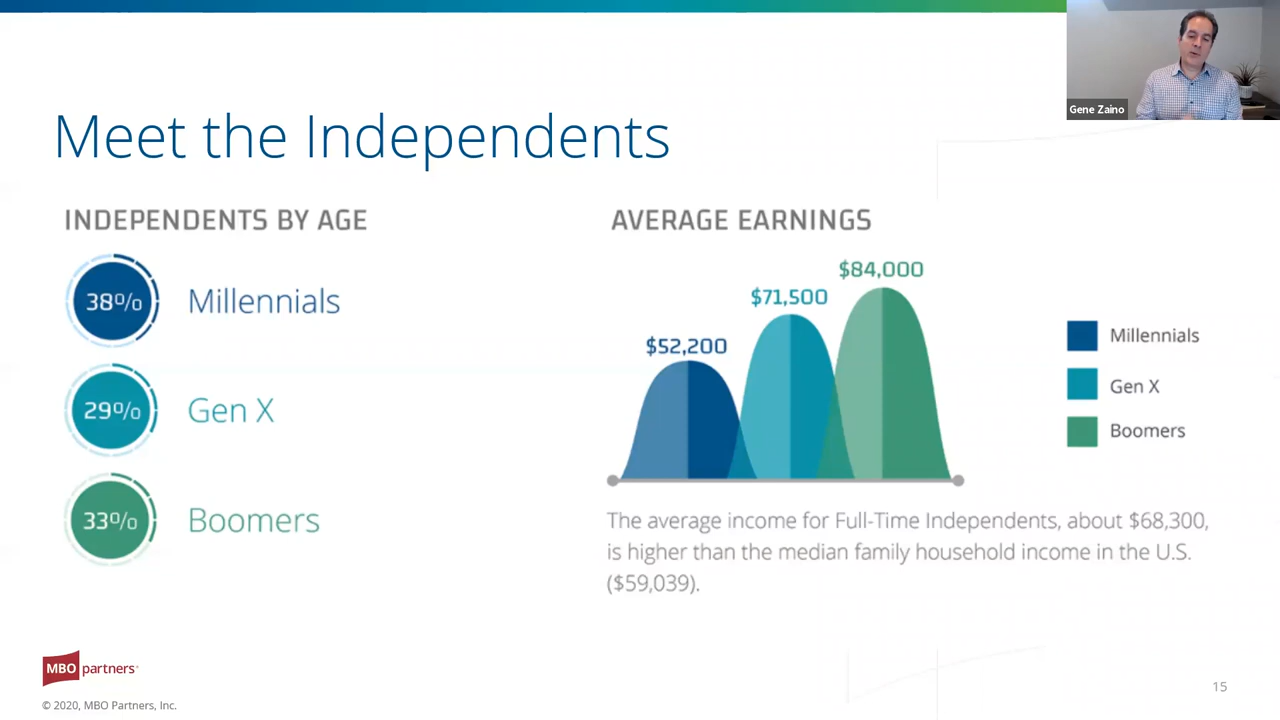 Gene Zaino
Meet the Independents
INDEPENDENTS BY AGE
38%
Millennials
29%
Gen X
33%
Boomers
AVERAGE EARNINGS
$84,000
$71,500
$52,200
Millennials
Gen X
Boomers
The average income for Full-Time Independents, about $68,300,
is higher than the median family household income in the U.S.
($59,039).
MBO partners
© 2020, MBO Partners, Inc.
15